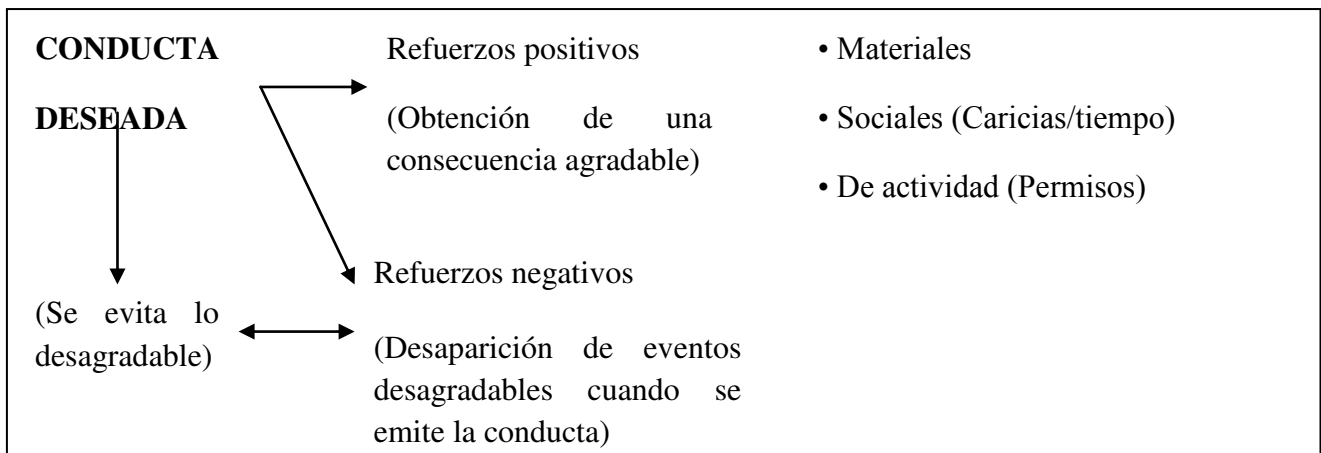 CONDUCTA
DESEADA
Refuerzos positivos
(Obtención de una
consecuencia agradable)
• Materiales
• Sociales (Caricias/tiempo)
• De actividad (Permisos)
(Se evita lo
desagradable)
Refuerzos negativos
(Desaparición de eventos
desagradables cuando se
emite la conducta)